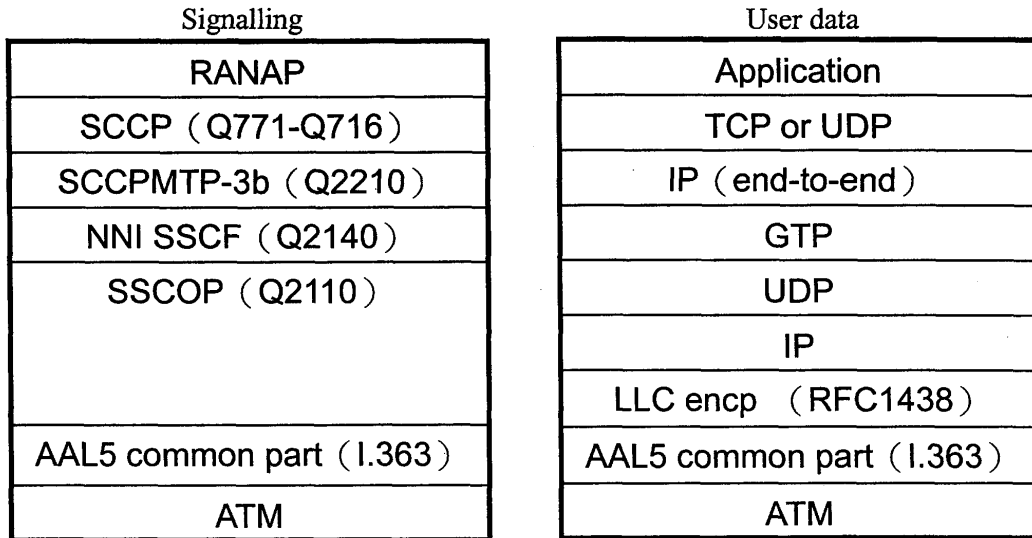 Signalling
RANAP
SCCP（Q771-Q716）
SCCPMTP-3b（Q2210）
NNI SSCF（Q2140）
SSCOP（Q2110）
AAL5 common part（I.363）
ATM
User data
Application
TCP or UDP
IP（end-to-end）
GTP
UDP
IP
LLC encp （RFC1438）
AAL5 common part（I.363）
ATM